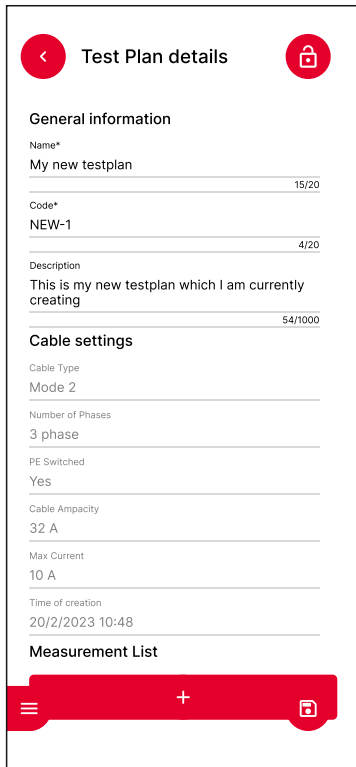 Test Plan details
General information
Name*
My new testplan
15/20
Code*
NEW-1
4/20
Description
This is my new testplan which I am currently
creating
54/1000
Cable settings
Cable Type
Mode 2
Number of Phases
3 phase
PE Switched
Yes
Cable Ampacity
32 A
Max Current
10 A
Time of creation
20/2/2023 10:48
Measurement List
+